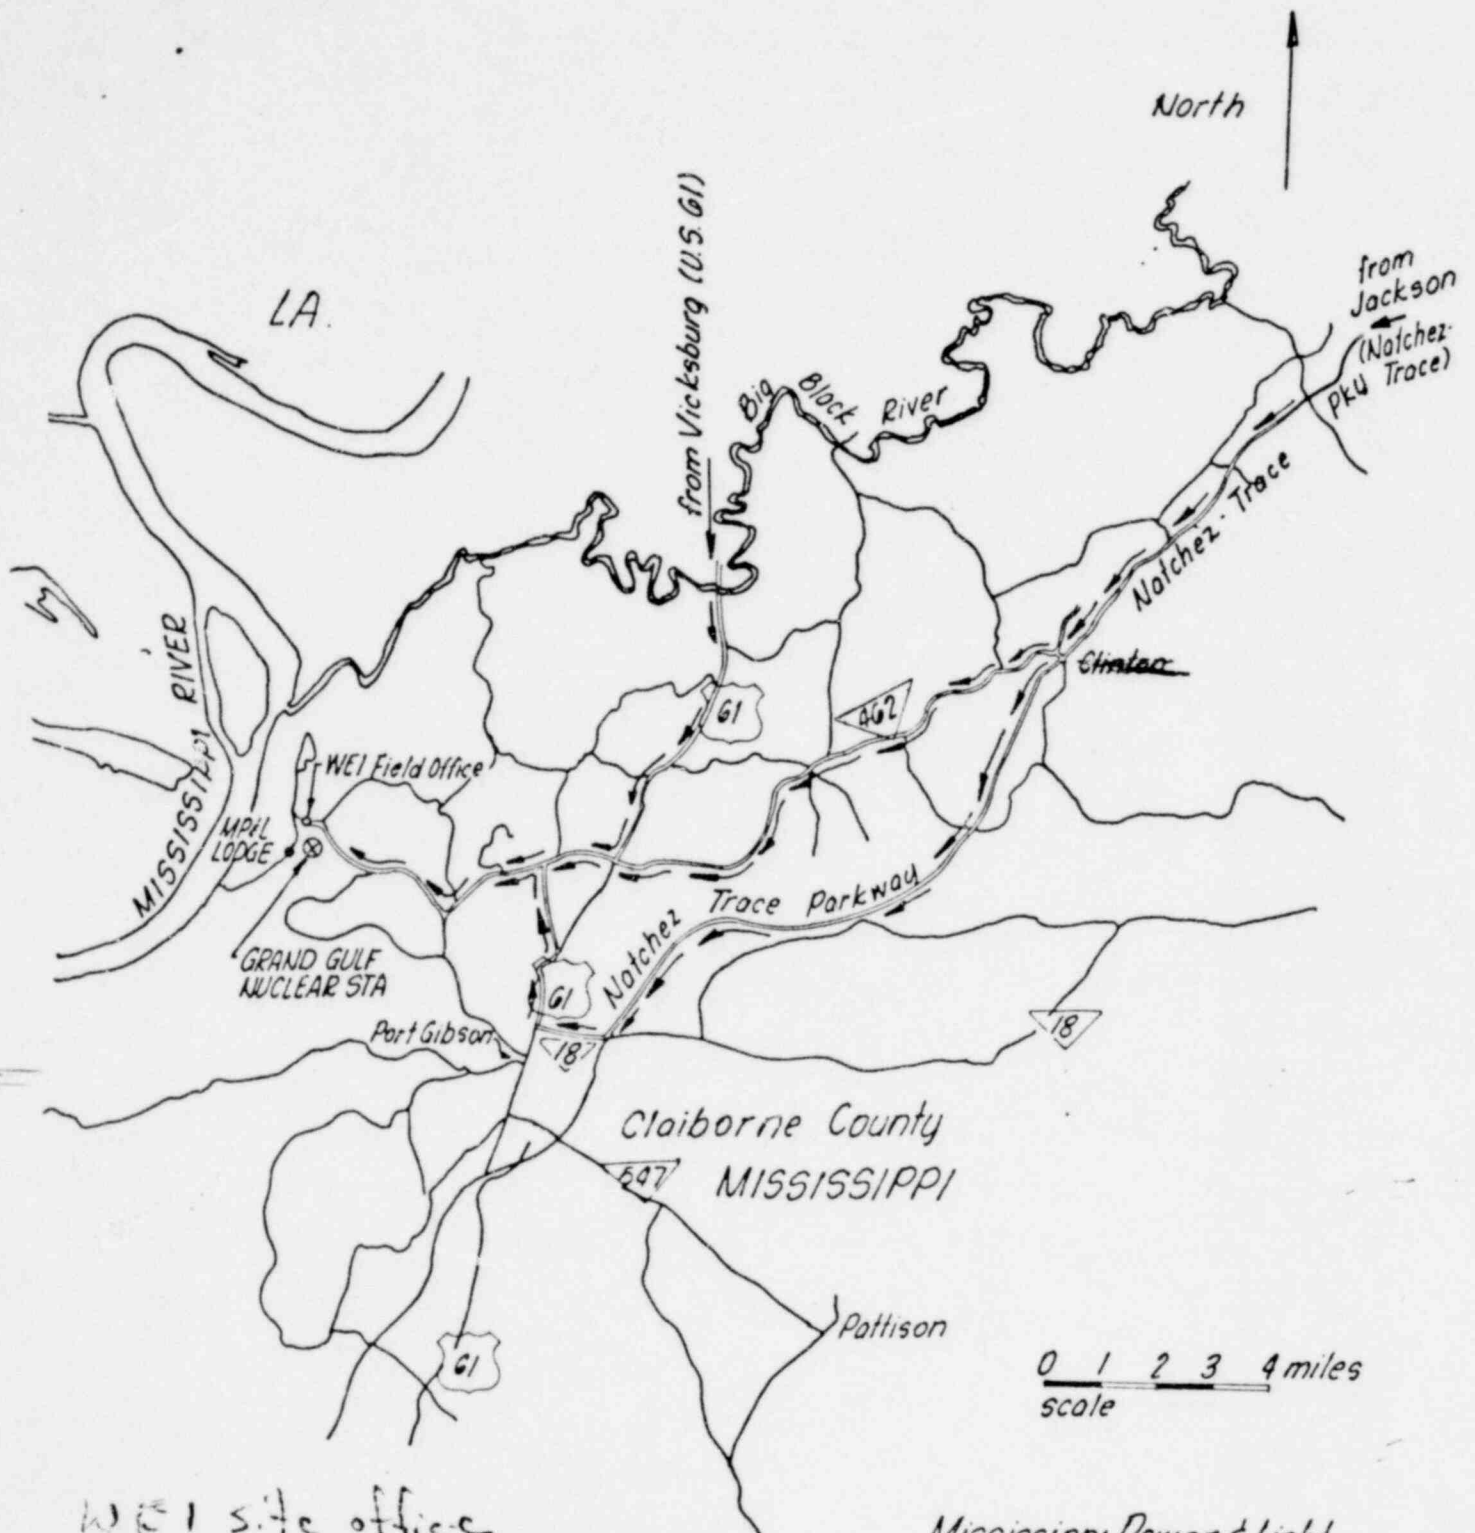 North
from
Jackson
(Natchez-
Trace)
Pkw
LA.
from Vicksburg (U.S. 61)
Big Black River
Natchez-Trace
Clinton
MISSISSIPPI RIVER
61
462
WEI Field Office
MP&L
LODGE
Natchez Trace Parkway
GRAND GULF
NUCLEAR STA
61
Port Gibson
18
18
Claiborne County
MISSISSIPPI
547
Pattison
61
0 1 2 3 4 miles
scale
WEI site office